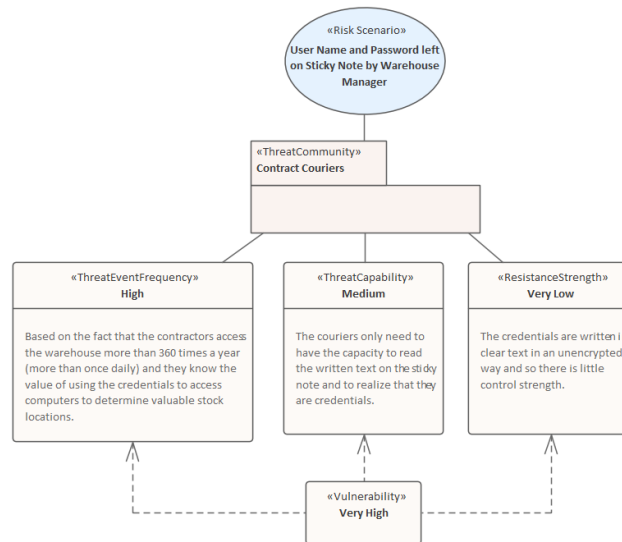 «Risk Scenario»
User Name and Password left
on Sticky Note by Warehouse
Manager
«ThreatCommunity»
Contract Couriers
«ThreatEventFrequency»
High
Based on the fact that the contractors access
the warehouse more than 360 times a year
(more than once daily) and they know the
value of using the credentials to access
computers to determine valuable stock
locations.
«ThreatCapability»
Medium
The couriers only need to
have the capacity to read
the written text on the sticky
note and to realize that they
are credentials.
«ResistanceStrength»
Very Low
The credentials are written i
clear text in an unencrypted
way and so there is little
control strength.
«Vulnerability»
Very High